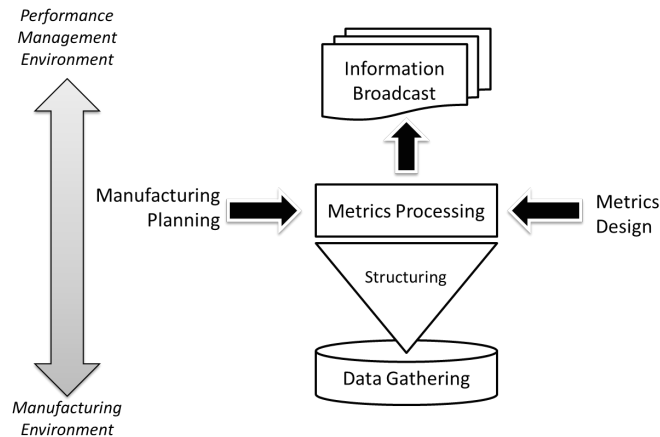 Performance
Management
Environment
Information
Broadcast
Manufacturing
Planning
Metrics Processing
Metrics
Design
Structuring
Data Gathering
Manufacturing
Environment